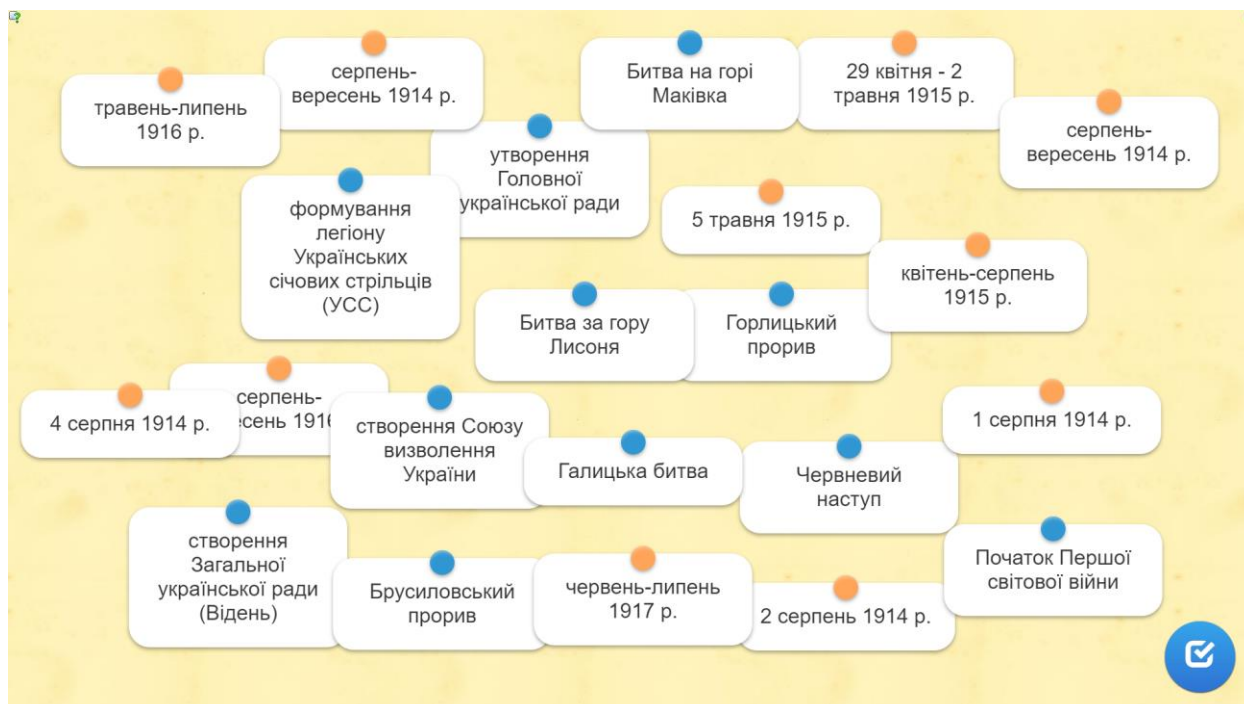 серпень-
вересень 1914 р.
Битва на горі
Маківка
29 квітня - 2
травня 1915 р.
травень-липень
1916 р.
серпень-
вересень 1914 р.
утворення
Головної
української ради
формування
легіону
Українських
січових стрільців
(УСС)
5 травня 1915 р.
квітень-серпень
1915 р.
Битва за гору
Лисоня
Горлицький
прорив
4 серпня 1914 р.
серпень-
створення Союзу
визволення
України
1 серпня 1914 р.
Галицька битва
Червневий
наступ
створення
Загальної
української ради
(Відень)
Брусиловський
прорив
червень-липень
1917 р.
2 серпень 1914 р.
Початок Першої
світової війни